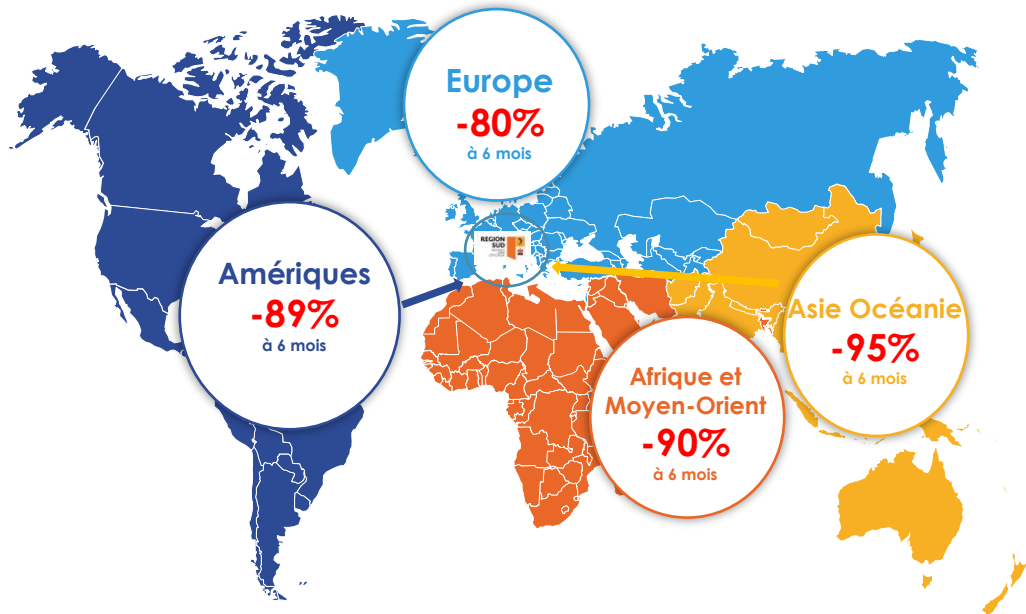 Europe
-80%
à 6 mois
REGION
SUD
Amériques
-89%
à 6 mois
Asie Océanie
-95%
à 6 mois
Afrique et
Moyen-Orient
-90%
à 6 mois